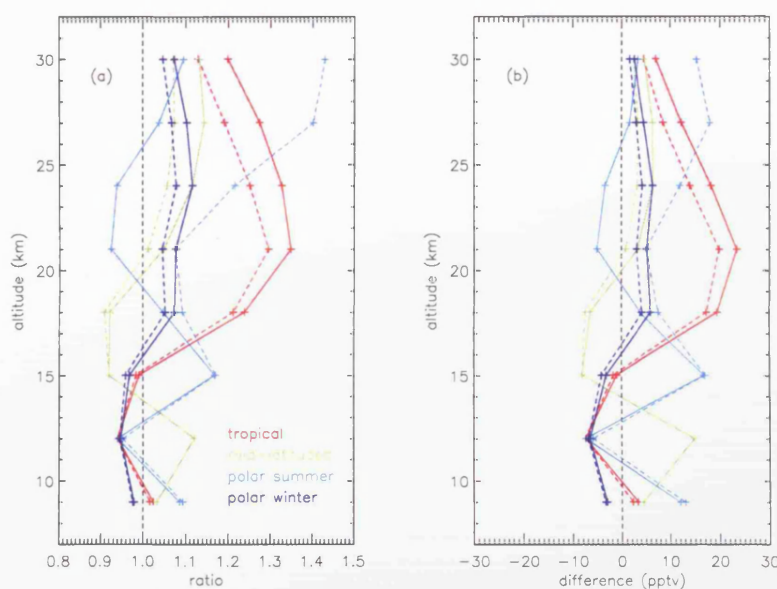 (a)
30
25
20
15
10
altitude (km)
tropical
mid-latitudes
polar summer
polar winter
0.8 0.9 1.0 1.1 1.2 1.3 1.4 1.5
ratio
(b)
30
25
20
15
10
altitude (km)
-30 -20 -10 0 10 20 30
difference (pptv)